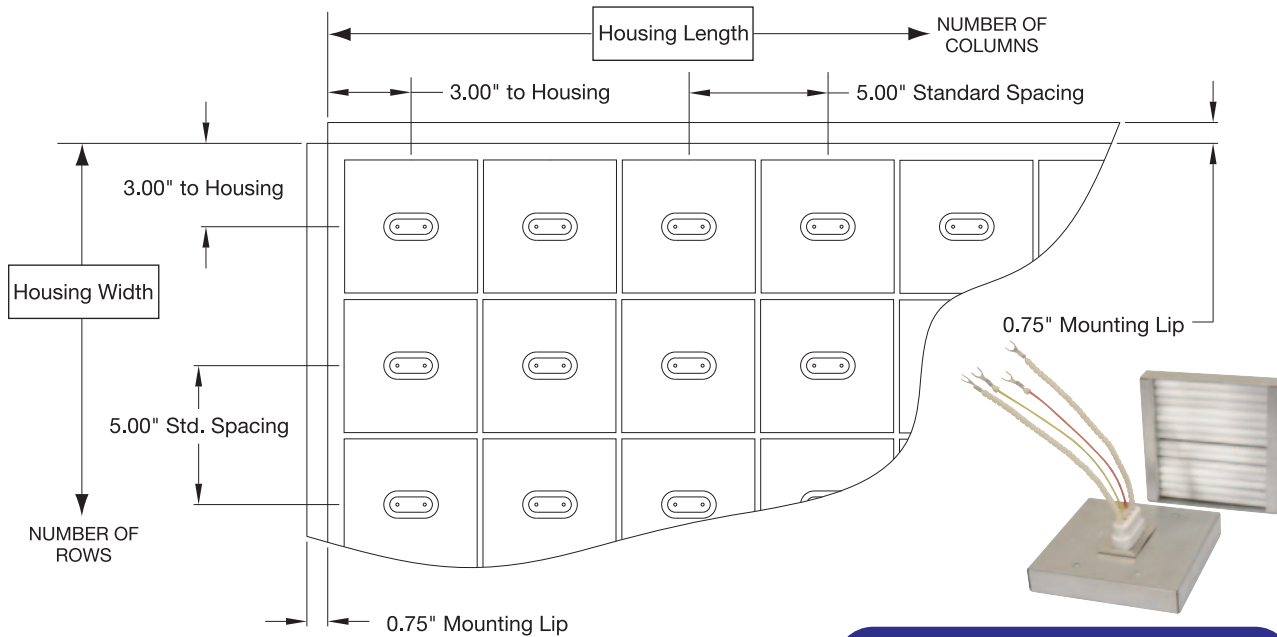 Housing Length
NUMBER OF
COLUMNS
3.00" to Housing
5.00" Standard Spacing
3.00" to Housing
Housing Width
0.75" Mounting Lip
5.00" Std. Spacing
NUMBER OF
ROWS
0.75" Mounting Lip